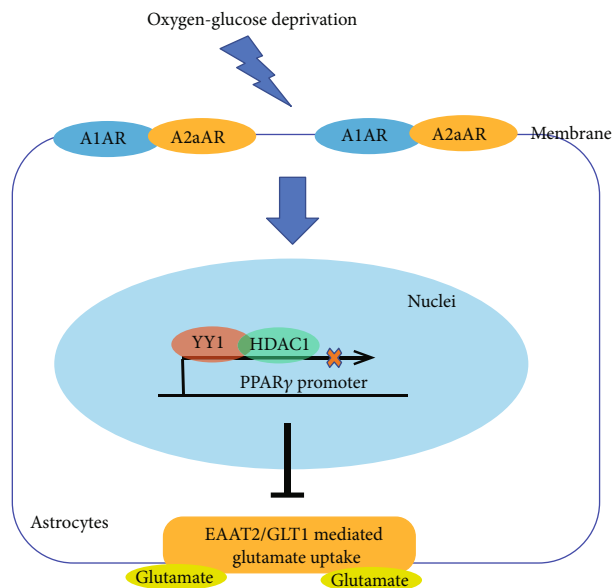 Oxygen-glucose deprivation
A1AR
A2aAR
A1AR
A2aAR
Membrane
Nuclei
YY1
HDAC1
PPARγ promoter
Astrocytes
EAAT2/GLT1 mediated
glutamate uptake
Glutamate
Glutamate